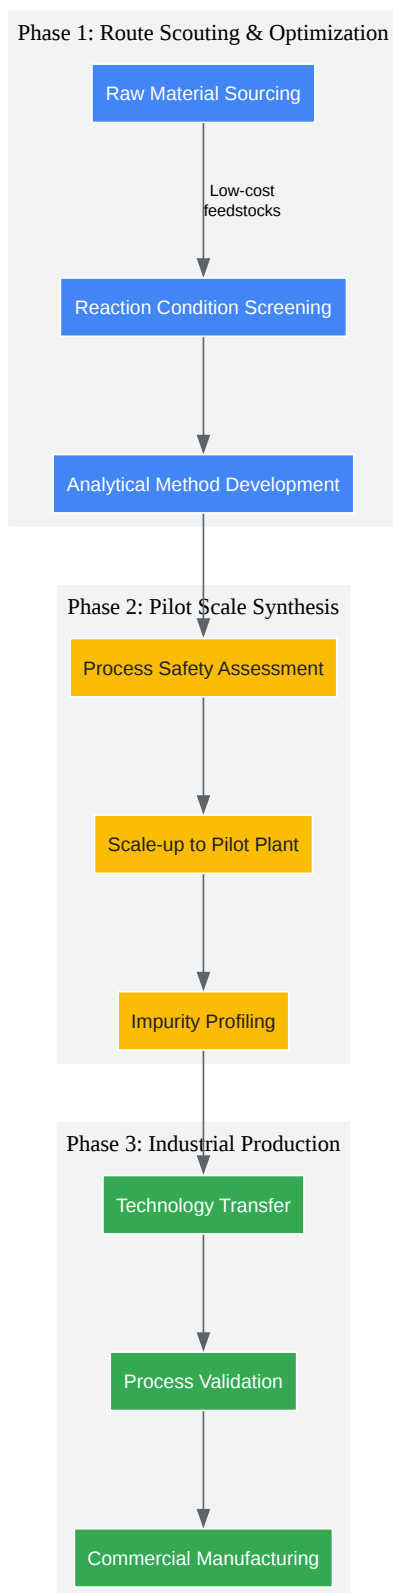 Phase 1: Route Scouting & Optimization
Raw Material Sourcing
Low-cost
feedstocks
Reaction Condition Screening
Analytical Method Development
Phase 2: Pilot Scale Synthesis
Process Safety Assessment
Scale-up to Pilot Plant
Impurity Profiling
Phase 3: Industrial Production
Technology Transfer
Process Validation
Commercial Manufacturing